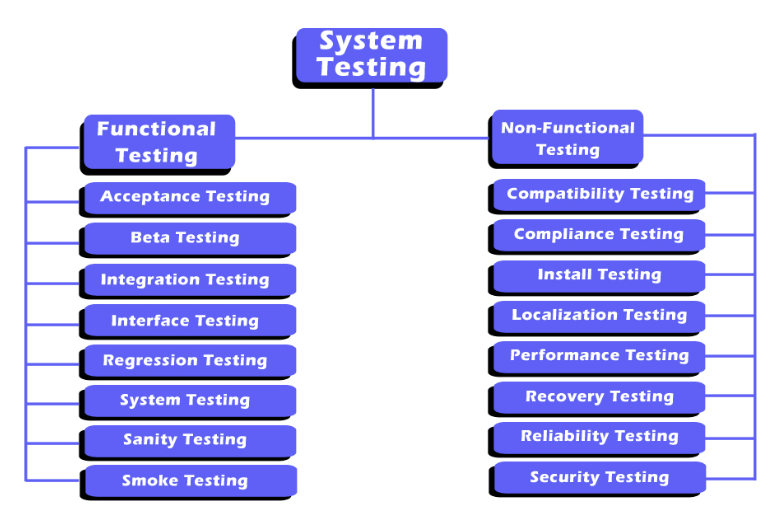 System
Testing
Functional
Testing
Acceptance Testing
Beta Testing
Integration Testing
Interface Testing
Regression Testing
System Testing
Sanity Testing
Smoke Testing
Non-Functional
Testing
Compatibility Testing
Compliance Testing
Install Testing
Localization Testing
Performance Testing
Recovery Testing
Reliability Testing
Security Testing